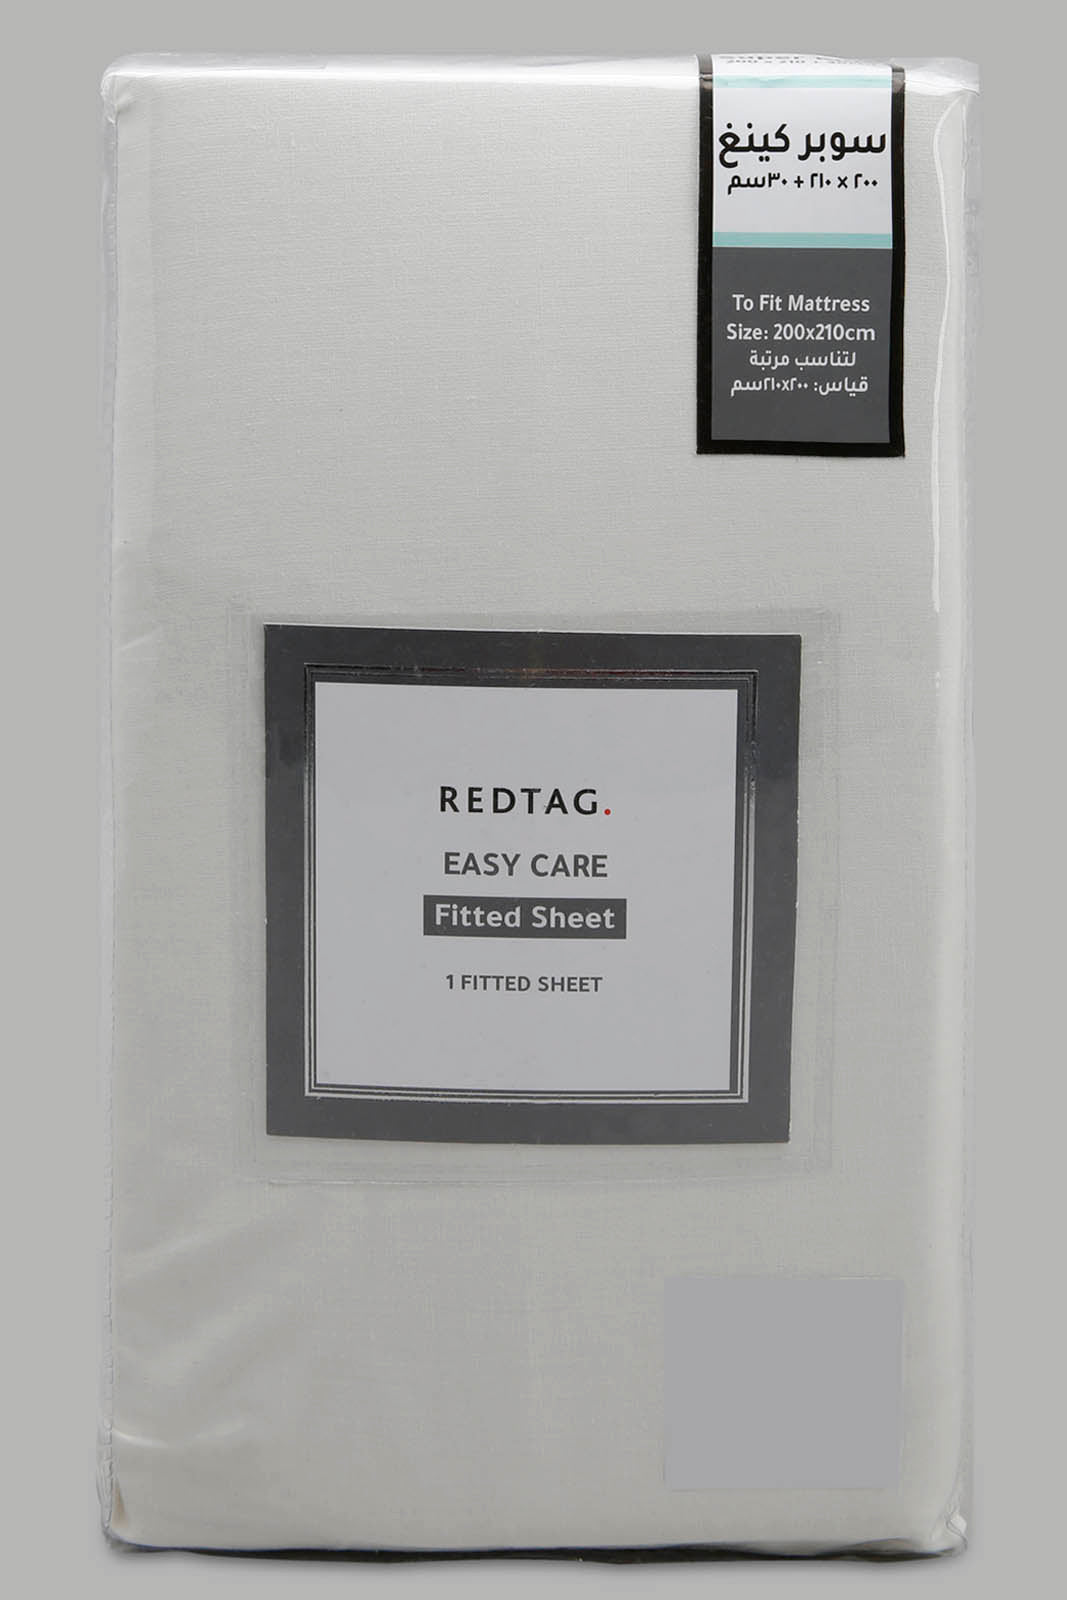 سوبر كينغ
٢٠٠ x ٢١٠ + ٣٠سم
To Fit Mattress
Size: 200x210cm
لتناسب مرتبة
قياس: ٢٠٠x٢١٠سم
REDTAG.
EASY CARE
Fitted Sheet
1 FITTED SHEET